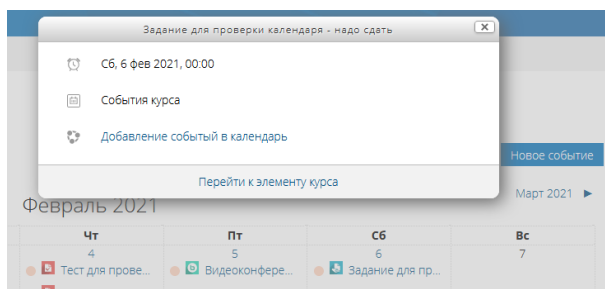 Задание для проверки календаря - надо сдать
Сб, 6 фев 2021, 00:00
События курса
Добавление событый в календарь
Перейти к элементу курса
Новое событие
Февраль 2021
Март 2021 ►
Чт Пт Сб Вс
4 5 6 7
Тест для прове... Видеоконфере... Задание для пр...